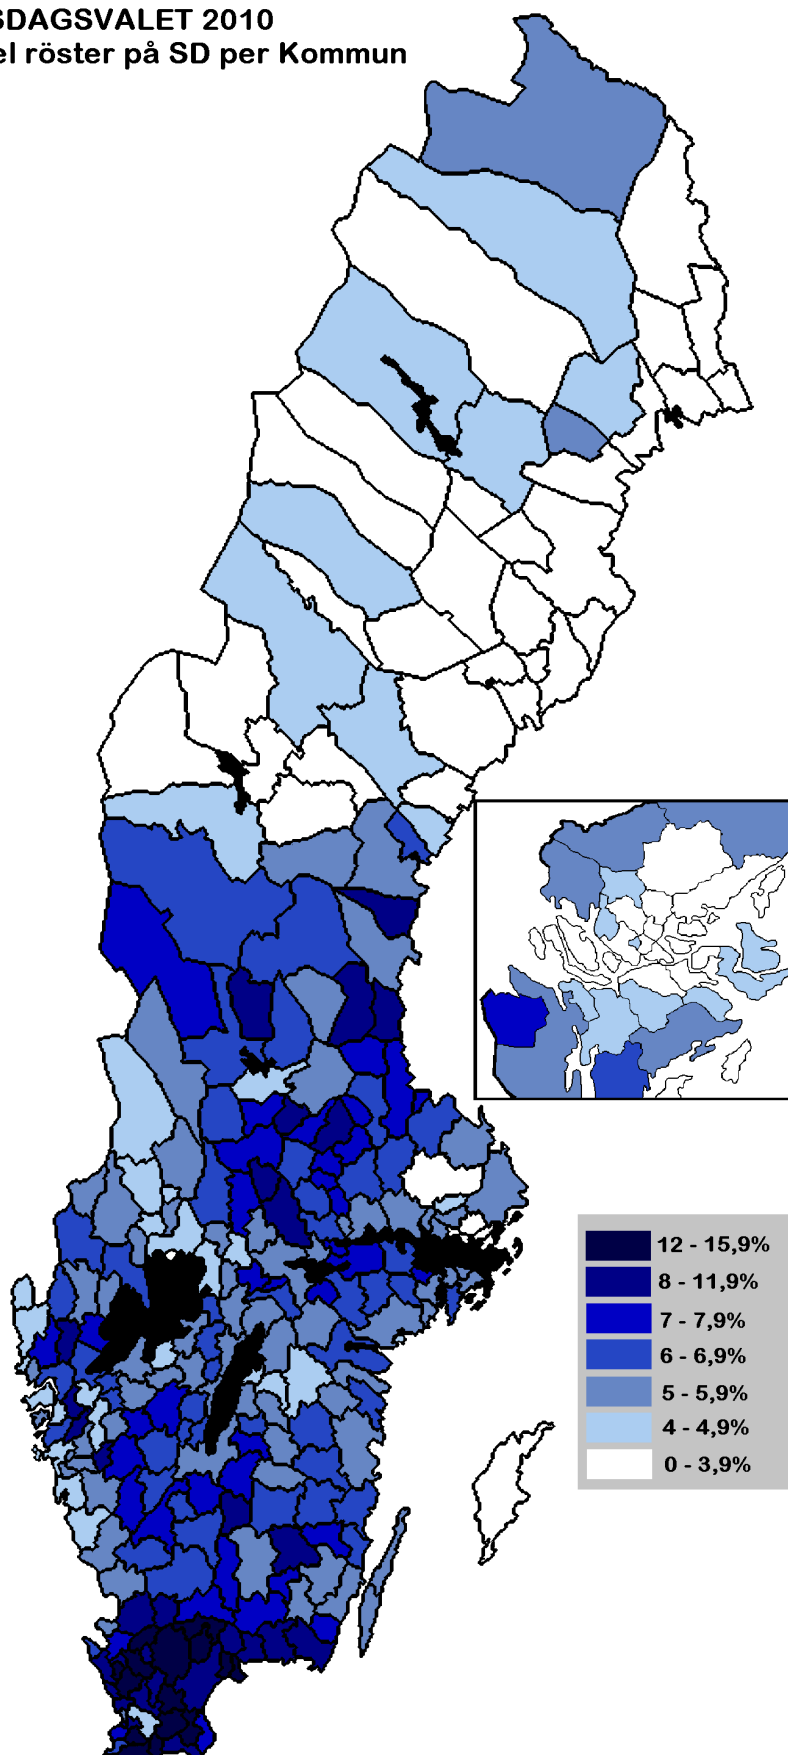 SDAGSVALET 2010
el röster på SD per Kommun
12 - 15,9%
8 - 11,9%
7 - 7,9%
6 - 6,9%
5 - 5,9%
4 - 4,9%
0 - 3,9%